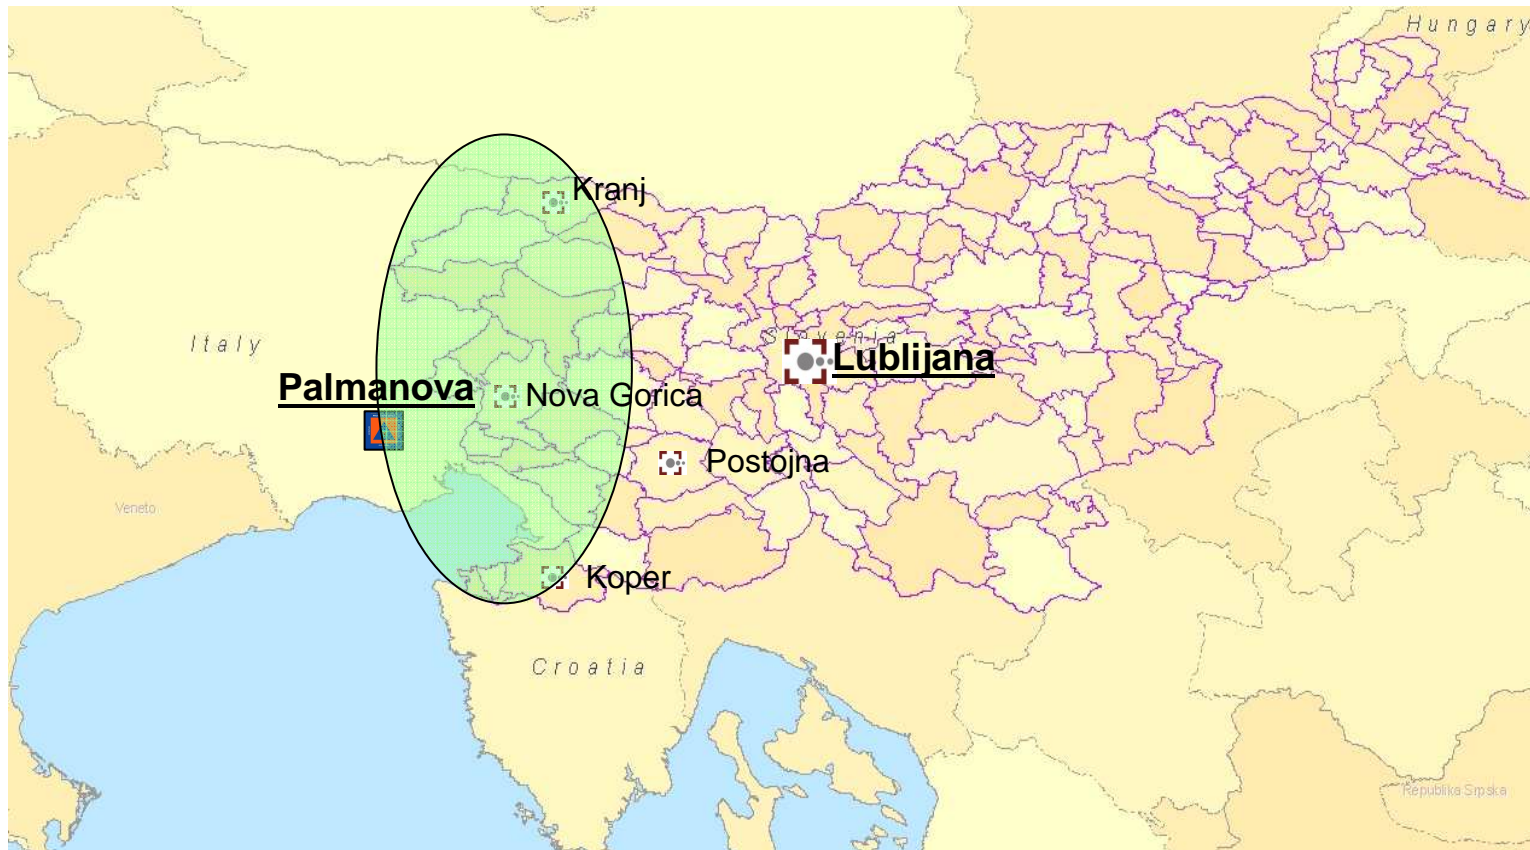 Hungary
Kranj
Slovenia
Italy
Lublijana
Palmanova
Nova Gorica
Postojna
Veneto
Koper
Croatia
Republika Srpska